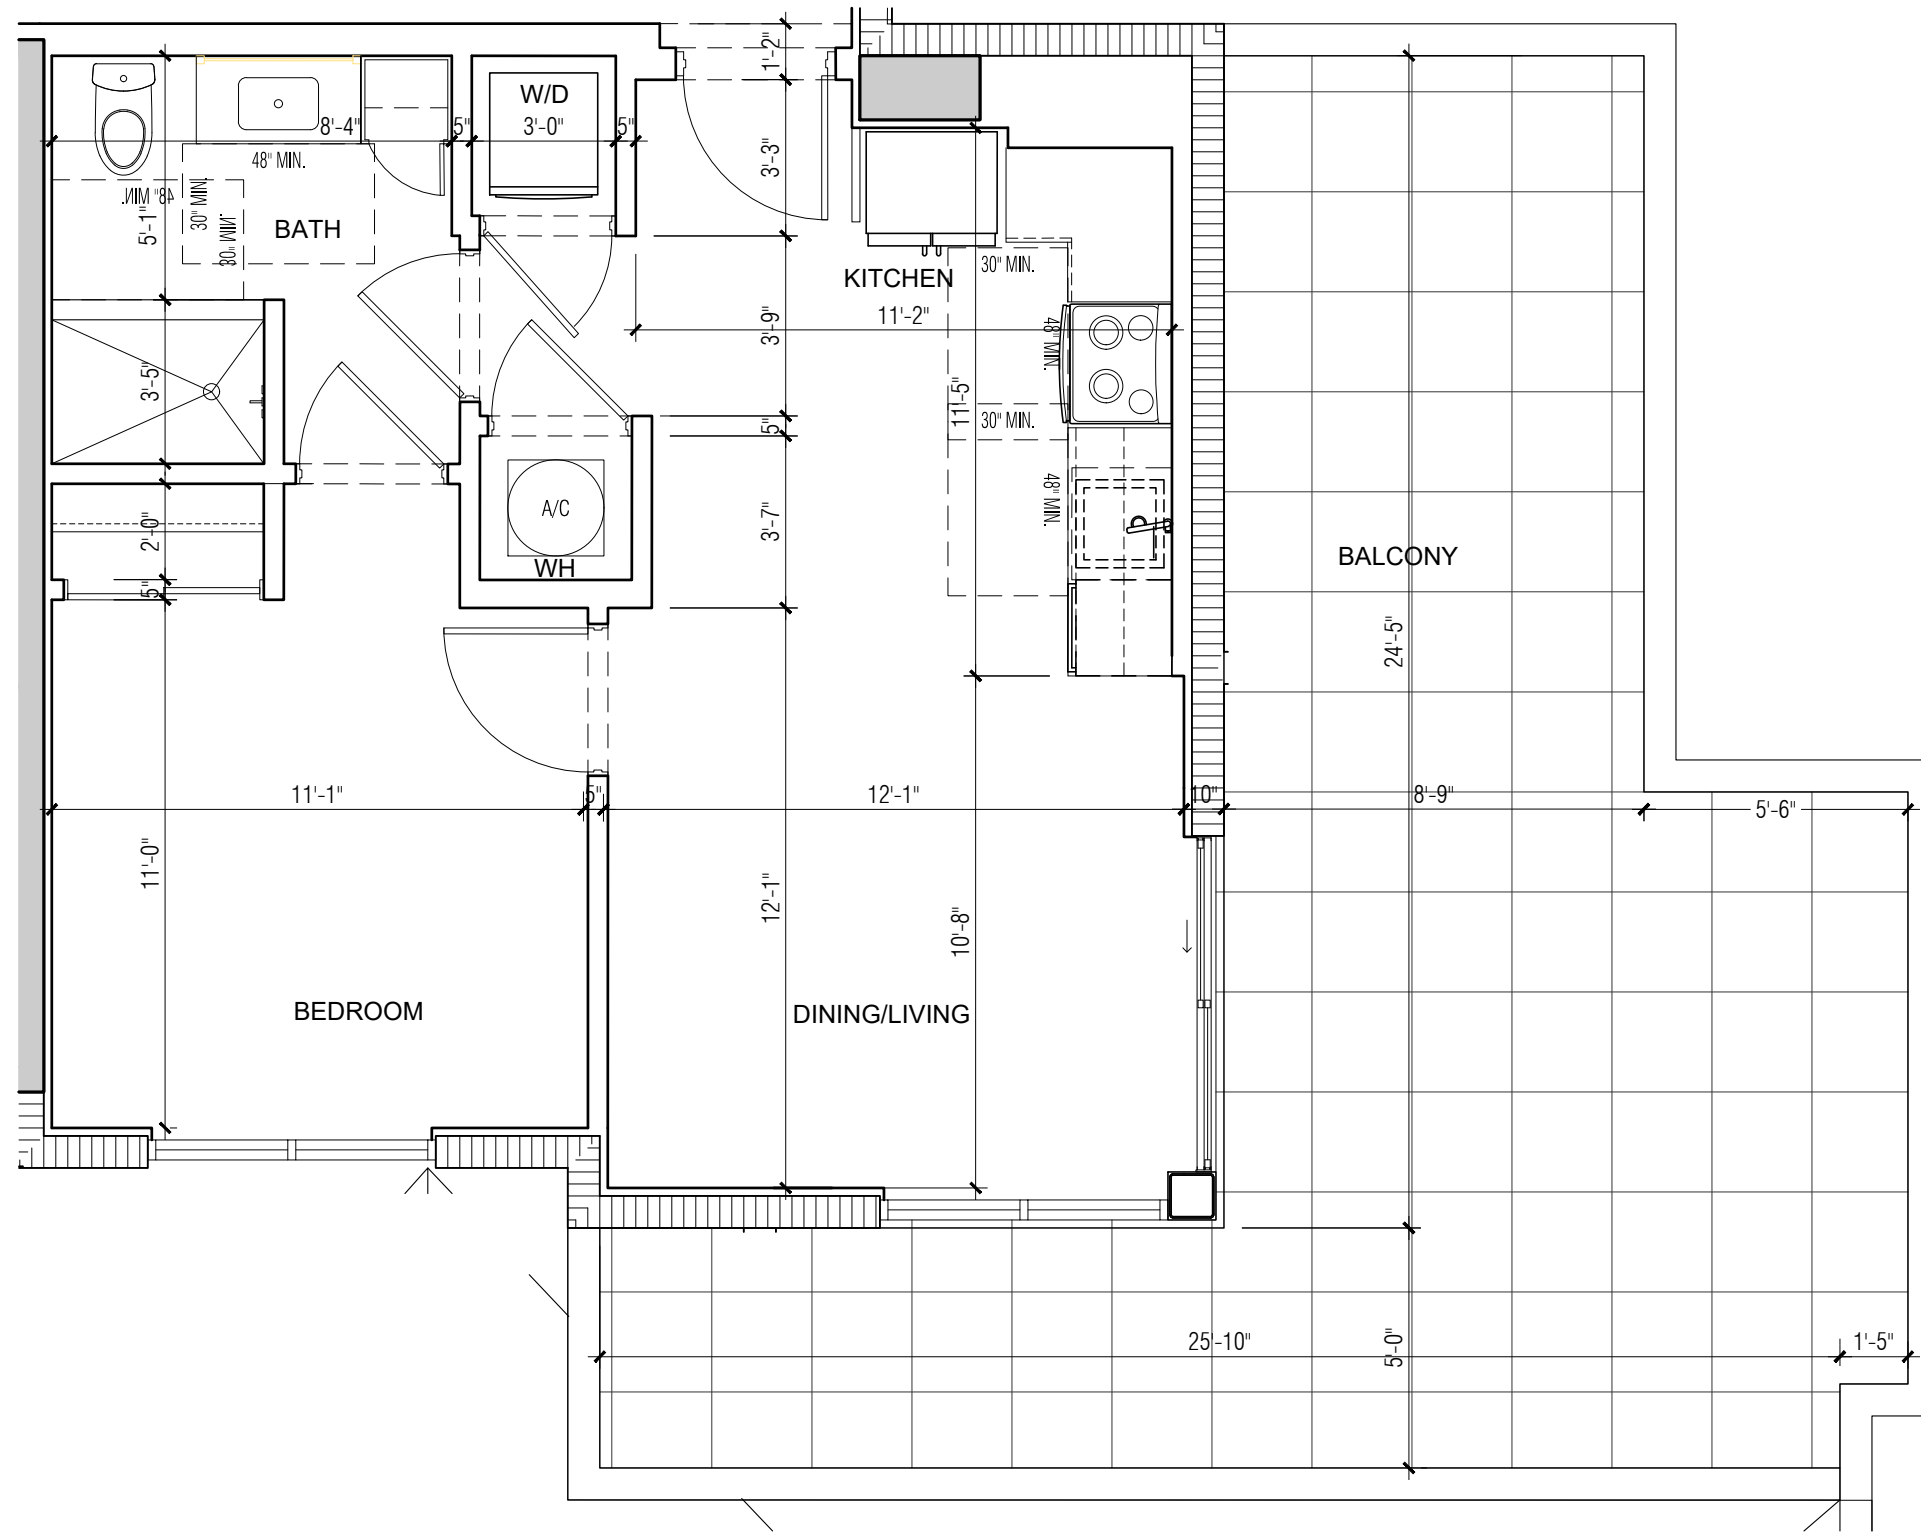 1'-2"
W/D
8'-4"
5"
3'-0"
5"
3'-3"
48" MIN.
48" MIN.
30" MIN.
30" MIN.
5'-1"
BATH
KITCHEN
30" MIN.
11'-2"
3'-9"
48" MIN.
3'-5"
11'-5"
30" MIN.
5"
A/C
48" MIN.
2'-0"
3'-7"
WH
5"
BALCONY
24'-5"
11'-1"
5"
12'-1"
10"
8'-9"
5'-6"
11'-0"
12'-1"
10'-8"
BEDROOM
DINING/LIVING
25'-10"
5'-0"
1'-5"